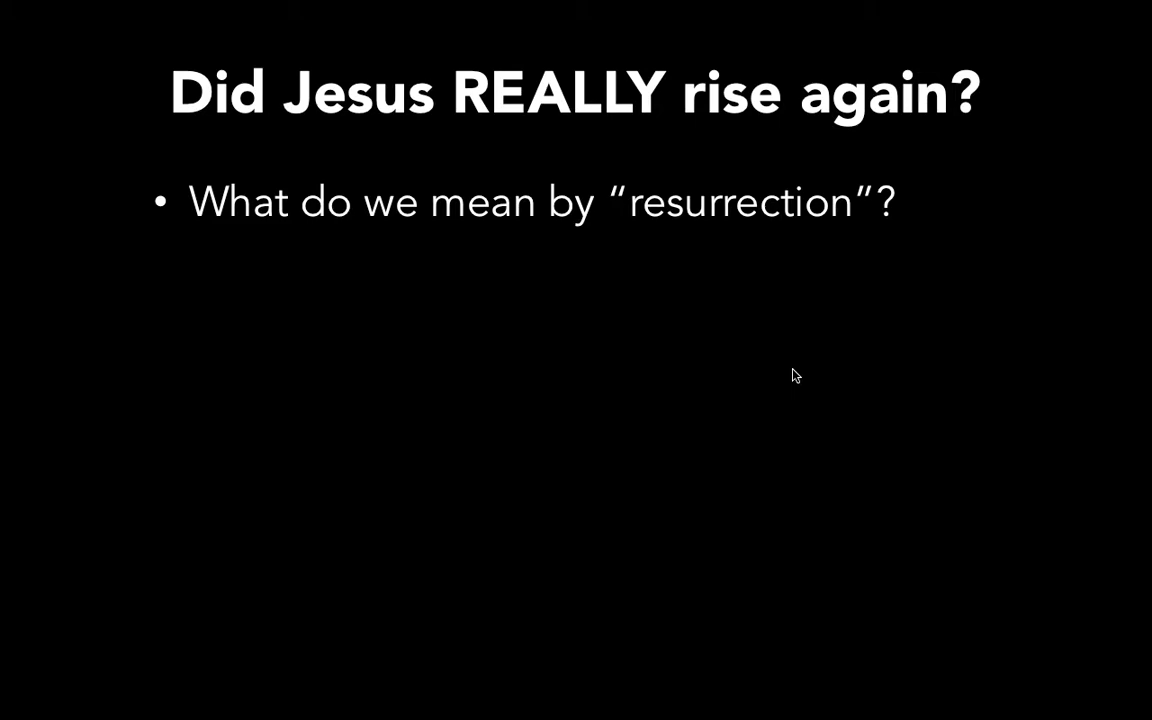 Did Jesus REALLY rise again?
• What do we mean by “resurrection”?